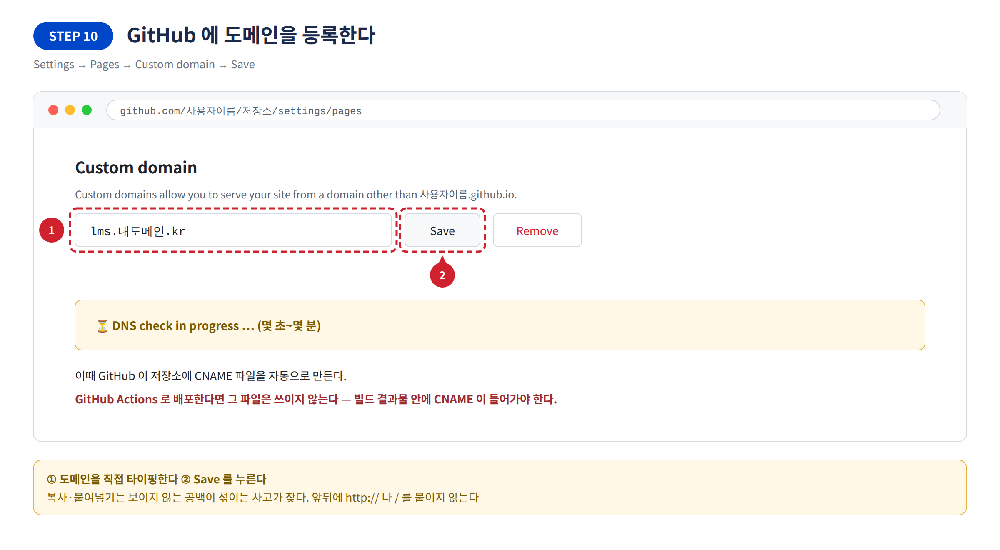 STEP 10
GitHub 에 도메인을 등록한다
Settings → Pages → Custom domain → Save
github.com/사용자이름/저장소/settings/pages
Custom domain
Custom domains allow you to serve your site from a domain other than 사용자이름.github.io.
1
lms.내도메인.kr
Save
Remove
2
⏳ DNS check in progress ... (몇 초~몇 분)
이때 GitHub 이 저장소에 CNAME 파일을 자동으로 만든다.
GitHub Actions 로 배포한다면 그 파일은 쓰이지 않는다 — 빌드 결과물 안에 CNAME 이 들어가야 한다.
① 도메인을 직접 타이핑한다 ② Save 를 누른다
복사·붙여넣기는 보이지 않는 공백이 섞이는 사고가 잦다. 앞뒤에 http:// 나 / 를 붙이지 않는다